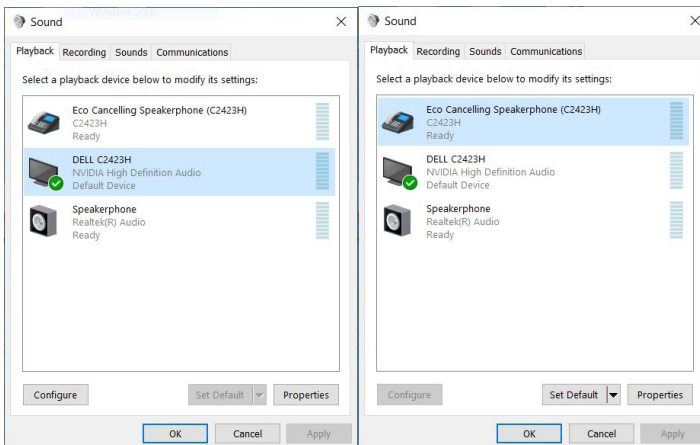 Window Snip
Sound
Playback Recording Sounds Communications
Select a playback device below to modify its settings:
Eco Cancelling Speakerphone (C2423H)
C2423H
Ready
DELL C2423H
NVIDIA High Definition Audio
Default Device
Speakerphone
Realtek(R) Audio
Ready
Configure Set Default Properties
OK Cancel Apply
Sound
Playback Recording Sounds Communications
Select a playback device below to modify its settings:
Eco Cancelling Speakerphone (C2423H)
C2423H
Ready
DELL C2423H
NVIDIA High Definition Audio
Default Device
Speakerphone
Realtek(R) Audio
Ready
Configure Set Default Properties
OK Cancel Apply